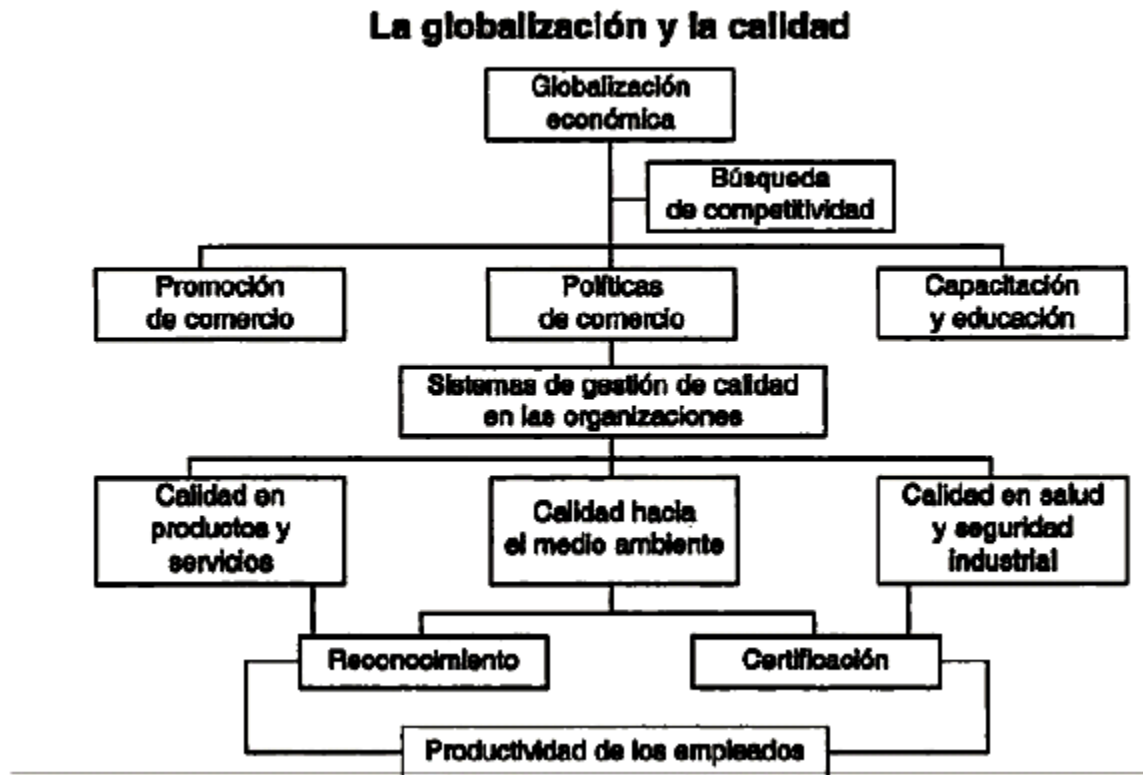 La globalización y la calidad
Globalización
económica
Búsqueda
de competitividad
Promoción
de comercio
Políticas
de comercio
Capacitación
y educación
Sistemas de gestión de calidad
en las organizaciones
Calidad en
productos y
servicios
Calidad hacia
el medio ambiente
Calidad en salud
y seguridad
industrial
Reconocimiento
Certificación
Productividad de los empleados